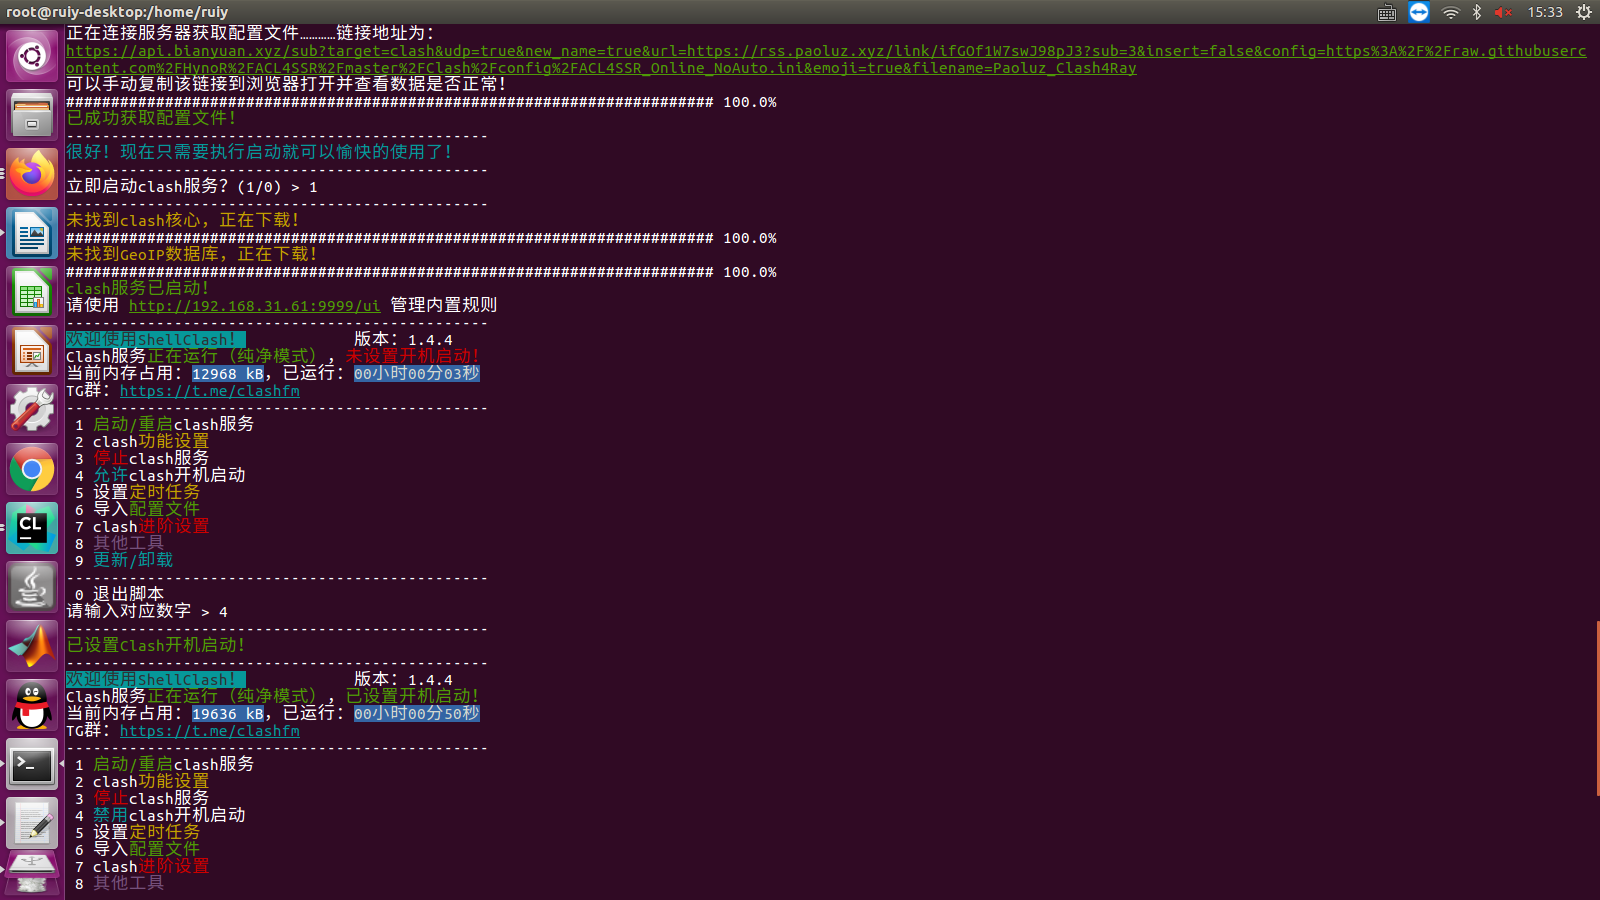 root@ruiy-desktop:/home/ruiy
15:33
正在连接服务器获取配置文件…………链接地址为：
https://api.bianyuan.xyz/sub?target=clash&udp=true&new_name=true&url=https://rss.paoluz.xyz/link/ifGOf1W7swJ98pJ3?sub=3&insert=false&config=https%3A%2F%2Fraw.githubuserc
ontent.com%2FHynoR%2FACL4SSR%2Fmaster%2FClash%2Fconfig%2FACL4SSR_Online_NoAuto.ini&emoji=true&filename=Paoluz_Clash4Ray
可以手动复制该链接到浏览器打开并查看数据是否正常！
######################################################################## 100.0%
已成功获取配置文件！
-----------------------------------------------
很好！现在只需要执行启动就可以愉快的使用了！
-----------------------------------------------
立即启动clash服务？(1/0) > 1
-----------------------------------------------
未找到clash核心，正在下载！
######################################################################## 100.0%
未找到GeoIP数据库，正在下载！
######################################################################## 100.0%
clash服务已启动！
请使用 http://192.168.31.61:9999/ui 管理内置规则
-----------------------------------------------
欢迎使用ShellClash！ 版本：1.4.4
Clash服务正在运行（纯净模式），未设置开机启动！
当前内存占用：12968 kB，已运行：00小时00分03秒
TG群：https://t.me/clashfm
-----------------------------------------------
1 启动/重启clash服务
2 clash功能设置
3 停止clash服务
4 允许clash开机启动
5 设置定时任务
6 导入配置文件
7 clash进阶设置
8 其他工具
9 更新/卸载
-----------------------------------------------
0 退出脚本
请输入对应数字 > 4
-----------------------------------------------
已设置Clash开机启动！
-----------------------------------------------
欢迎使用ShellClash！ 版本：1.4.4
Clash服务正在运行（纯净模式），已设置开机启动！
当前内存占用：19636 kB，已运行：00小时00分50秒
TG群：https://t.me/clashfm
-----------------------------------------------
1 启动/重启clash服务
2 clash功能设置
3 停止clash服务
4 禁用clash开机启动
5 设置定时任务
6 导入配置文件
7 clash进阶设置
8 其他工具
CL